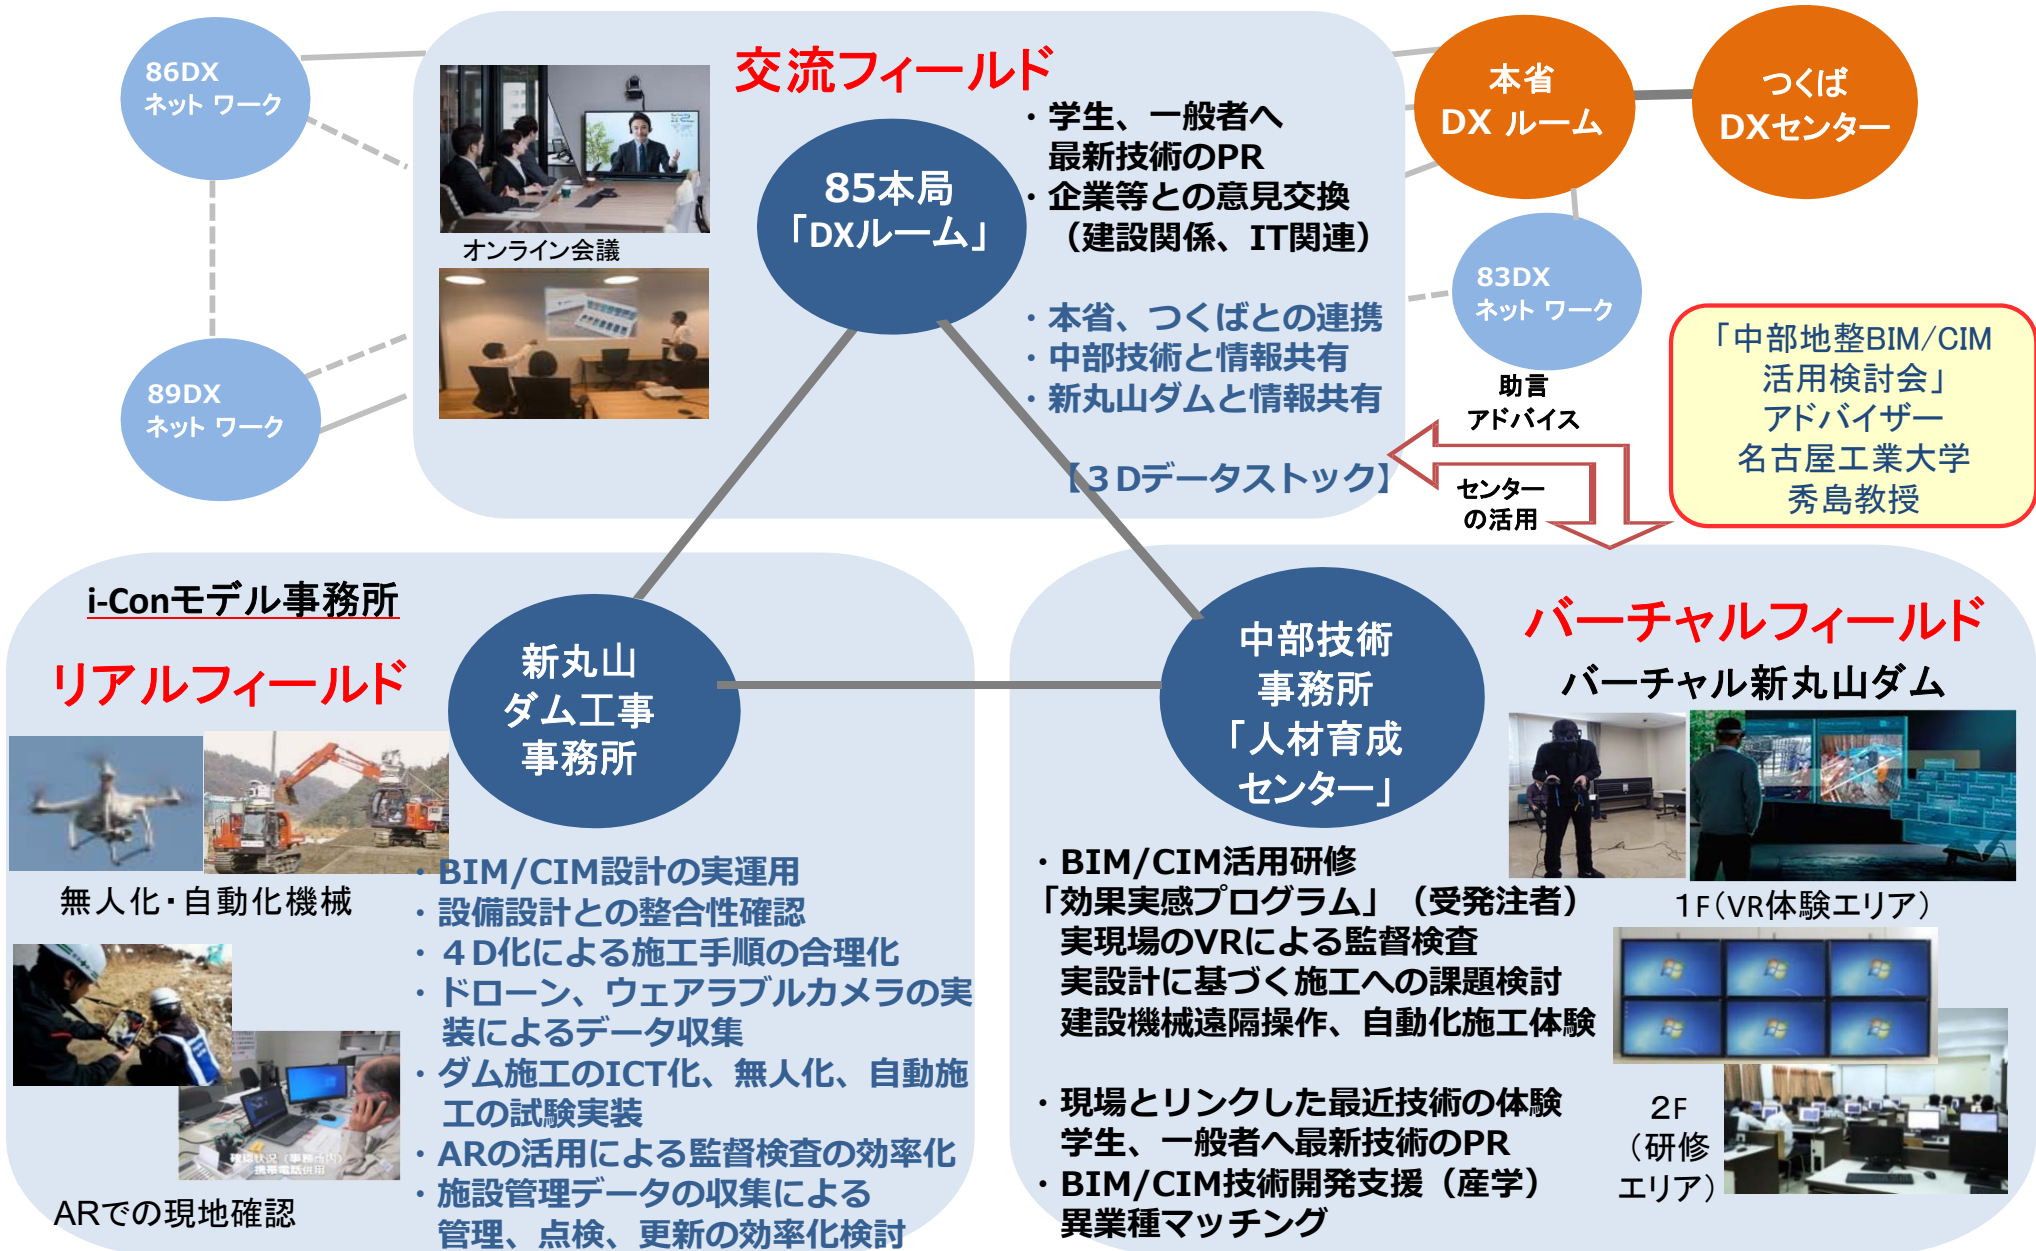 86DX
ネット ワーク
89DX
ネット ワーク
交流フィールド
オンライン会議
85本局
「DXルーム」
・学生、一般者へ
最新技術のPR
・企業等との意見交換
（建設関係、IT関連）
・本省、つくばとの連携
・中部技術と情報共有
・新丸山ダムと情報共有
【３Dデータストック】
本省
DX ルーム
つくば
DXセンター
83DX
ネット ワーク
助言
アドバイス
センター
の活用
「中部地整BIM/CIM
活用検討会」
アドバイザー
名古屋工業大学
秀島教授
i-Conモデル事務所
リアルフィールド
新丸山
ダム工事
事務所
無人化・自動化機械
確認状況（事務所内）
携帯電話併用
ARでの現地確認
・BIM/CIM設計の実運用
・設備設計との整合性確認
・４D化による施工手順の合理化
・ドローン、ウェアラブルカメラの実
装によるデータ収集
・ダム施工のICT化、無人化、自動施
工の試験実装
・ARの活用による監督検査の効率化
・施設管理データの収集による
管理、点検、更新の効率化検討
中部技術
事務所
「人材育成
センター」
バーチャルフィールド
バーチャル新丸山ダム
1F（VR体験エリア）
2F
（研修
エリア）
・BIM/CIM活用研修
「効果実感プログラム」（受発注者）
実現場のVRによる監督検査
実設計に基づく施工への課題検討
建設機械遠隔操作、自動化施工体験
・現場とリンクした最近技術の体験
学生、一般者へ最新技術のPR
・BIM/CIM技術開発支援（産学）
異業種マッチング